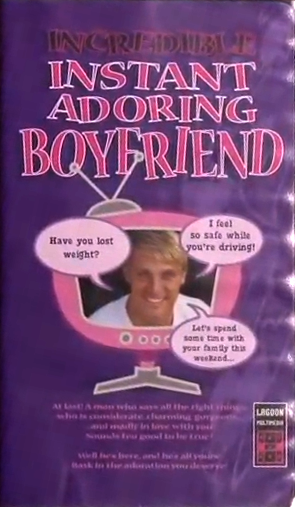 INCREDIBLE
INSTANT
ADORING
BOYFRIEND
Have you lost
weight?
I feel
so safe while
you're driving!
Let's spend
some time with
your family this
weekend...
At last! A man who says all the right things...
who is considerate, charming, gorgeous...
...and madly in love with you!
Sounds too good to be true?
Well he's here, and he's all yours!
Bask in the adoration you deserve!
LAGOON
MULTIMEDIA